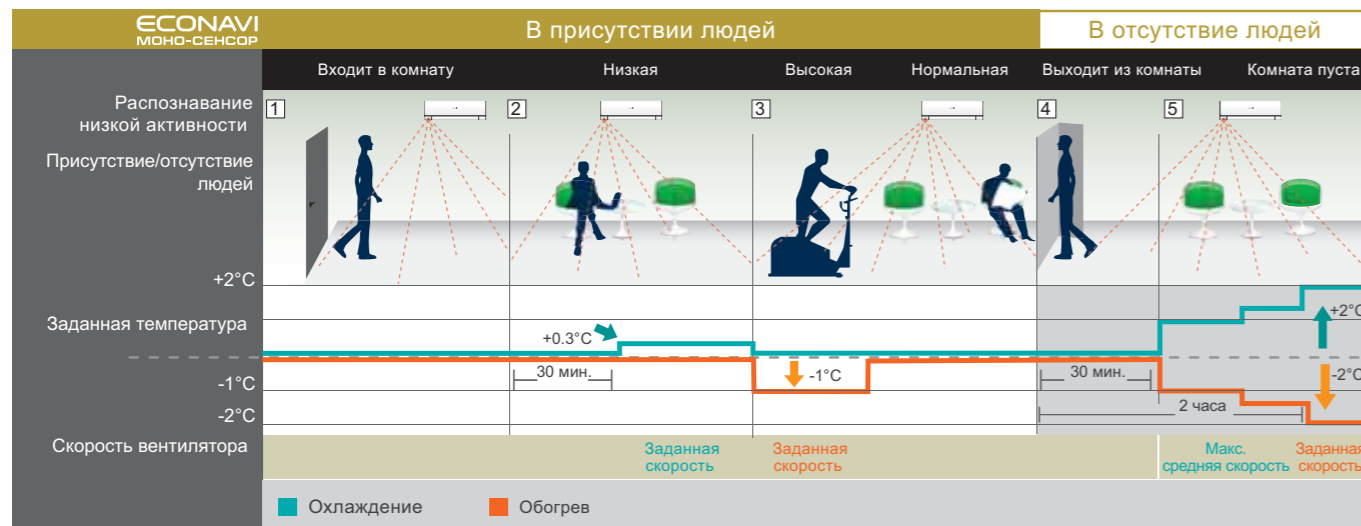 ECONAVI
МОНО-СЕНСОР
В присутствии людей
В отсутствие людей
Входит в комнату
Низкая
Высокая
Нормальная
Выходит из комнаты
Комната пуста
Распознавание
низкой активности
Присутствие/отсутствие
людей
1
2
3
4
5
+2°C
Заданная температура
-1°C
-2°C
+0.3°C
30 мин.
-1°C
30 мин.
+2°C
-2°C
2 часа
Скорость вентилятора
Заданная
скорость
Заданная
скорость
Макс.
средняя скорость
Заданная
скорость
Охлаждение
Обогрев